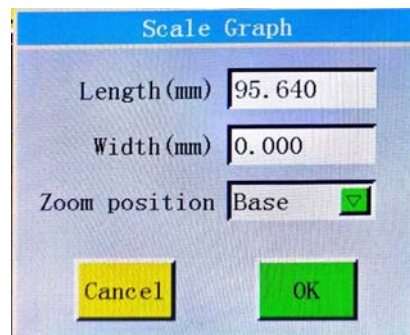 Scale Graph
Length(mm) 95.640
Width(mm) 0.000
Zoom position Base
Cancel OK